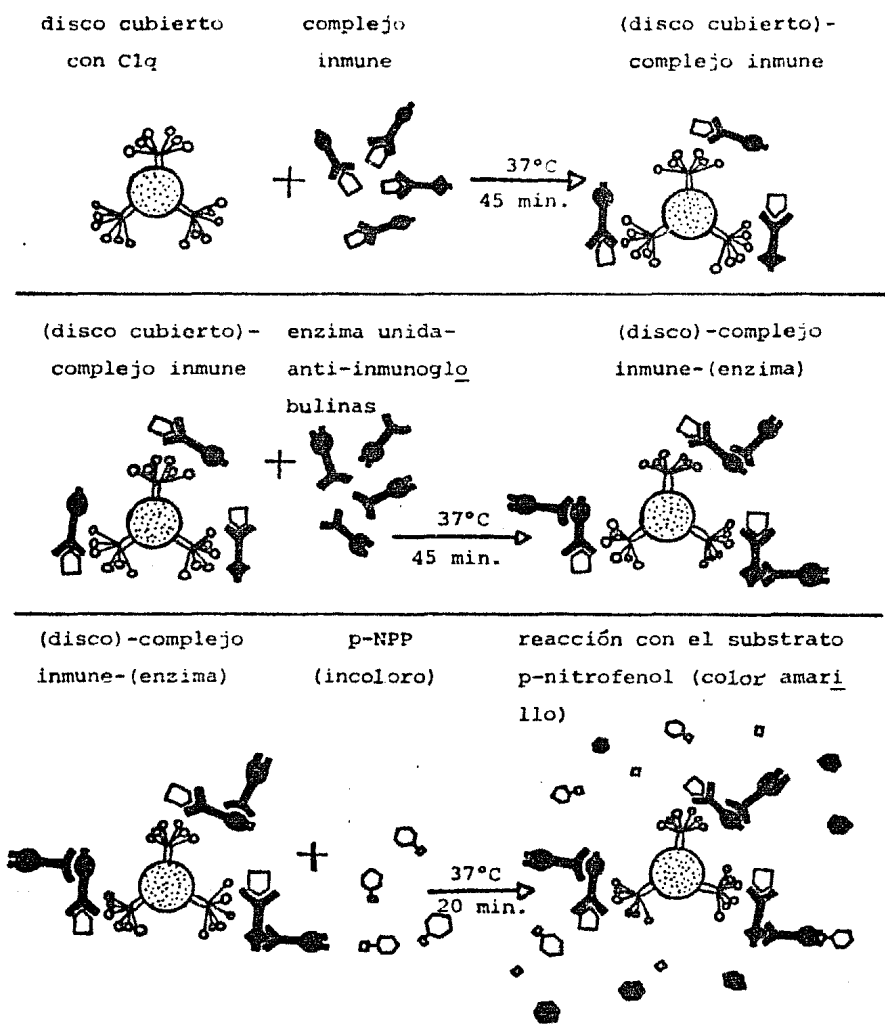 disco cubierto
con C1q
complejo
inmune
(disco cubierto)-
complejo inmune
37°C
45 min.
(disco cubierto)-
complejo inmune
enzima unida-
anti-inmunoglo
bulinas
(disco)-complejo
inmune-(enzima)
37°C
45 min.
(disco)-complejo
inmune-(enzima)
p-NPP
(incoloro)
reacción con el substrato
p-nitrofenol (color amari
llo)
37°C
20 min.